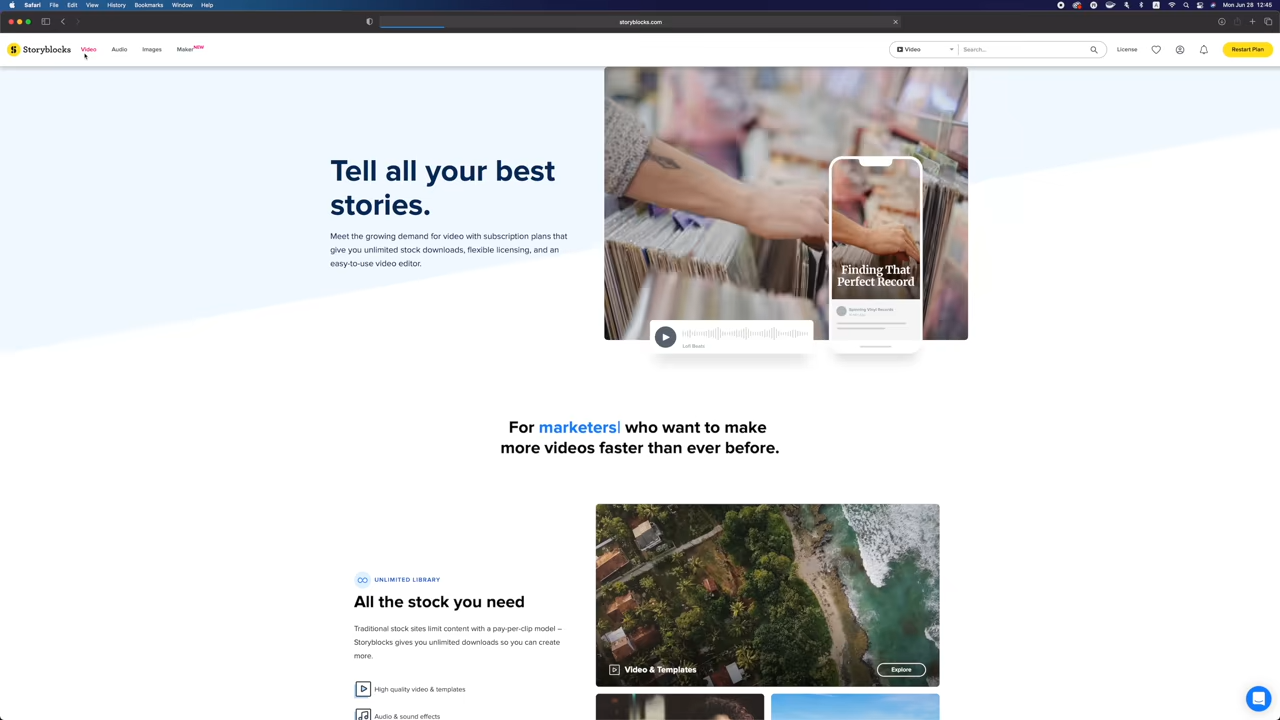 Safari File Edit View History Bookmarks Window Help
Mon Jun 28 12:45
storyblocks.com
Storyblocks Video Audio Images Maker NEW
Video Search... License Restart Plan
Tell all your best
stories.
Meet the growing demand for video with subscription plans that
give you unlimited stock downloads, flexible licensing, and an
easy-to-use video editor.
Finding That
Perfect Record
Spinning Vinyl Records
Lofi Beats
For marketers who want to make
more videos faster than ever before.
UNLIMITED LIBRARY
All the stock you need
Traditional stock sites limit content with a pay-per-clip model –
Storyblocks gives you unlimited downloads so you can create
more.
High quality video & templates
Audio & sound effects
Video & Templates
Explore